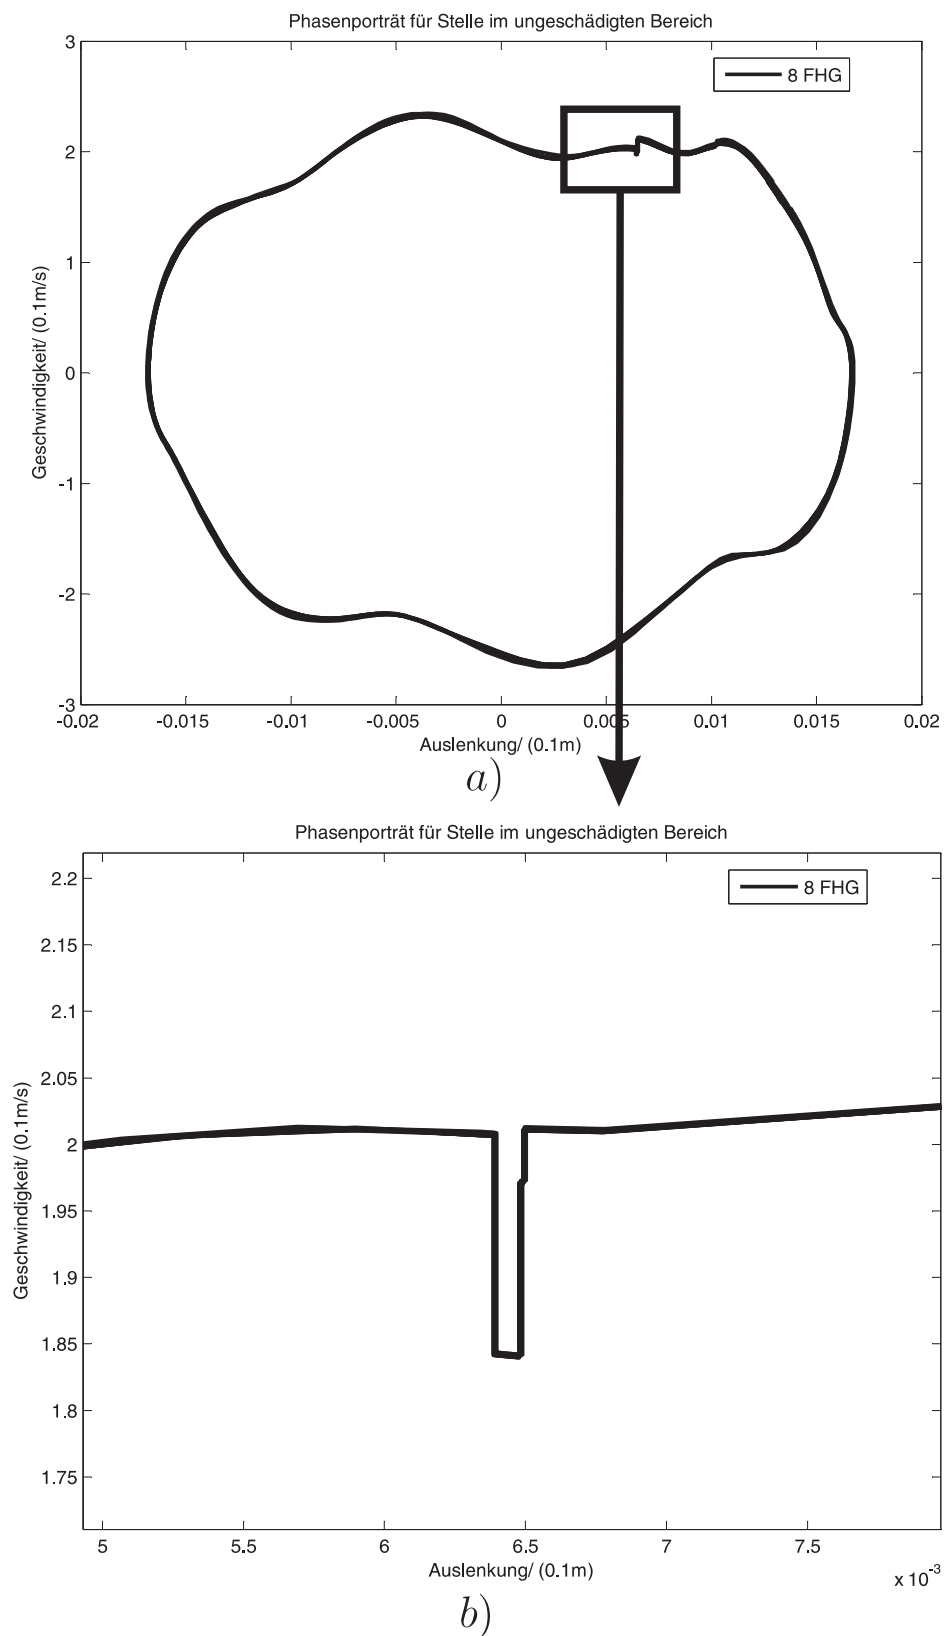 Phasenporträt für Stelle im ungeschädigten Bereich
8 FHG
3
2
1
0
-1
-2
-3
Geschwindigkeit/ (0.1m/s)
-0.02 -0.015 -0.01 -0.005 0 0.005 0.01 0.015 0.02
Auslenkung/ (0.1m)
a)
Phasenporträt für Stelle im ungeschädigten Bereich
8 FHG
2.2
2.15
2.1
2.05
2
1.95
1.9
1.85
1.8
1.75
Geschwindigkeit/ (0.1m/s)
5 5.5 6 6.5 7 7.5
Auslenkung/ (0.1m)
x 10-3
b)